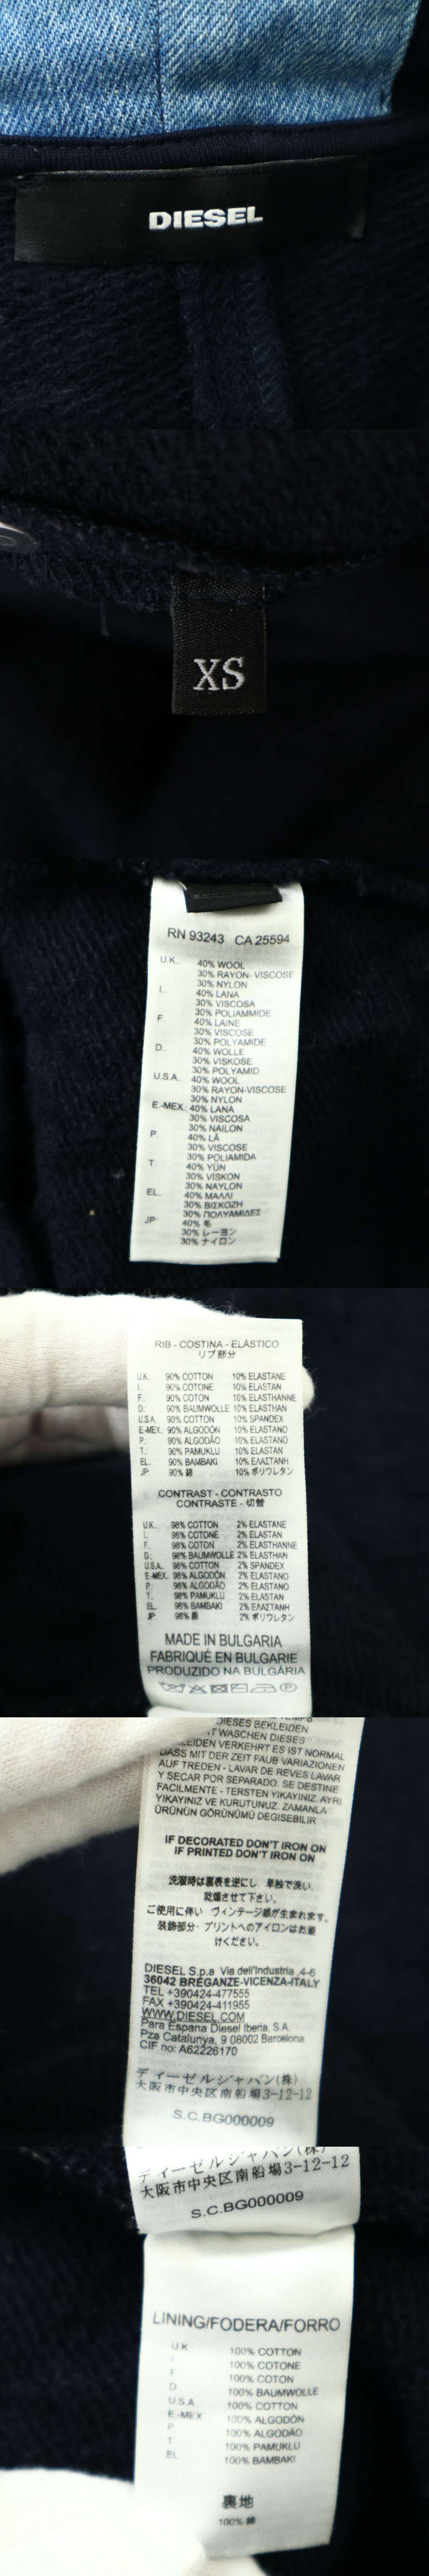 DIESEL
XS
RN 93243 CA 25594
U.K. 40% WOOL
30% RAYON-VISCOSE
30% NYLON
I. 40% LANA
30% VISCOSA
30% POLIAMMIDE
F. 40% LAINE
30% VISCOSE
30% POLYAMIDE
D. 40% WOLLE
30% VISKOSE
30% POLYAMID
U.S.A. 40% WOOL
30% RAYON-VISCOSE
30% NYLON
E.-MEX. 40% LANA
30% VISCOSA
30% NAILON
P. 40% LÃ
30% VISCOSE
30% POLIAMIDA
T. 40% YÜN
30% VİSKON
30% NAYLON
EL. 40% ΜΑΛΛΙ
30% ΒΙΣΚΟΖΗ
30% ΠΟΛΥΑΜΙΔΕΣ
JP. 40% 毛
30% レーヨン
30% ナイロン
RIB - COSTINA - ELÁSTICO
リブ部分
U.K. 90% COTTON 10% ELASTANE
I. 90% COTONE 10% ELASTAN
F. 90% COTON 10% ELASTHANNE
D. 90% BAUMWOLLE 10% ELASTHAN
U.S.A. 90% COTTON 10% SPANDEX
E-MEX. 90% ALGODÓN 10% ELASTANO
P. 90% ALGODÃO 10% ELASTANO
T. 90% PAMUKLU 10% ELASTAN
EL. 90% BAMBAKI 10% ΕΛΑΣΤΑΝΗ
JP 90% 綿 10% ポリウレタン
CONTRAST - CONTRASTO
CONTRASTE - 切替
U.K. 98% COTTON 2% ELASTANE
I. 98% COTONE 2% ELASTAN
F. 98% COTON 2% ELASTHANNE
D. 98% BAUMWOLLE 2% ELASTHAN
U.S.A. 98% COTTON 2% SPANDEX
E-MEX. 98% ALGODÓN 2% ELASTANO
P. 98% ALGODÃO 2% ELASTANO
T. 98% PAMUKLU 2% ELASTAN
EL. 98% BAMBAKI 2% ΕΛΑΣΤΑΝΗ
JP 98% 綿 2% ポリウレタン
MADE IN BULGARIA
FABRIQUÉ EN BULGARIE
PRODUZIDO NA BULGÁRIA
DIESES BEKLEIDEN
T WASCHEN DIESES
LEIDEN VERKEHRT ES IST NORMAL
DASS MIT DER ZEIT FAUB VARIAZIONEN
AUF TREDEN - LAVAR DE REVES LAVAR
Y SECAR POR SEPARADO. SE DESTINE
FACILMENTE - TERSTEN YIKAYINIZ. AYRI
YIKAYINIZ VE KURUTUNUZ. ZAMANLA
ÜRÜNÜN GÖRÜNÜMÜ DEGISEBILIR
IF DECORATED DON'T IRON ON
IF PRINTED DON'T IRON ON
洗濯時は裏表を逆にし 単独で洗い、
乾燥させて下さい。
ご使用に伴い ヴィンテージ感が生まれます。
装飾部分・プリントへのアイロンはお避
けください。
DIESEL S.p.a Via dell'Industria ,4-6
36042 BREGANZE-VICENZA-ITALY
TEL +390424-477555
FAX +390424-411955
WWW.DIESEL.COM
Para Espana Diesel Iberia, S.A.
Pza Catalunya, 9 08002 Barcelona
CIF no: A62226170
ディーゼルジャパン(株)
大阪市中央区南船場3-12-12
S.C.BG000009
ディーゼルジャパン(株)
大阪市中央区南船場3-12-12
S.C.BG000009
LINING/FODERA/FORRO
U.K. 100% COTTON
I 100% COTONE
F 100% COTON
D 100% BAUMWOLLE
U.S.A. 100% COTTON
E-MEX 100% ALGODÓN
P 100% ALGODÃO
T 100% PAMUKLU
EL 100% BAMBAKI
裏地
100% 綿